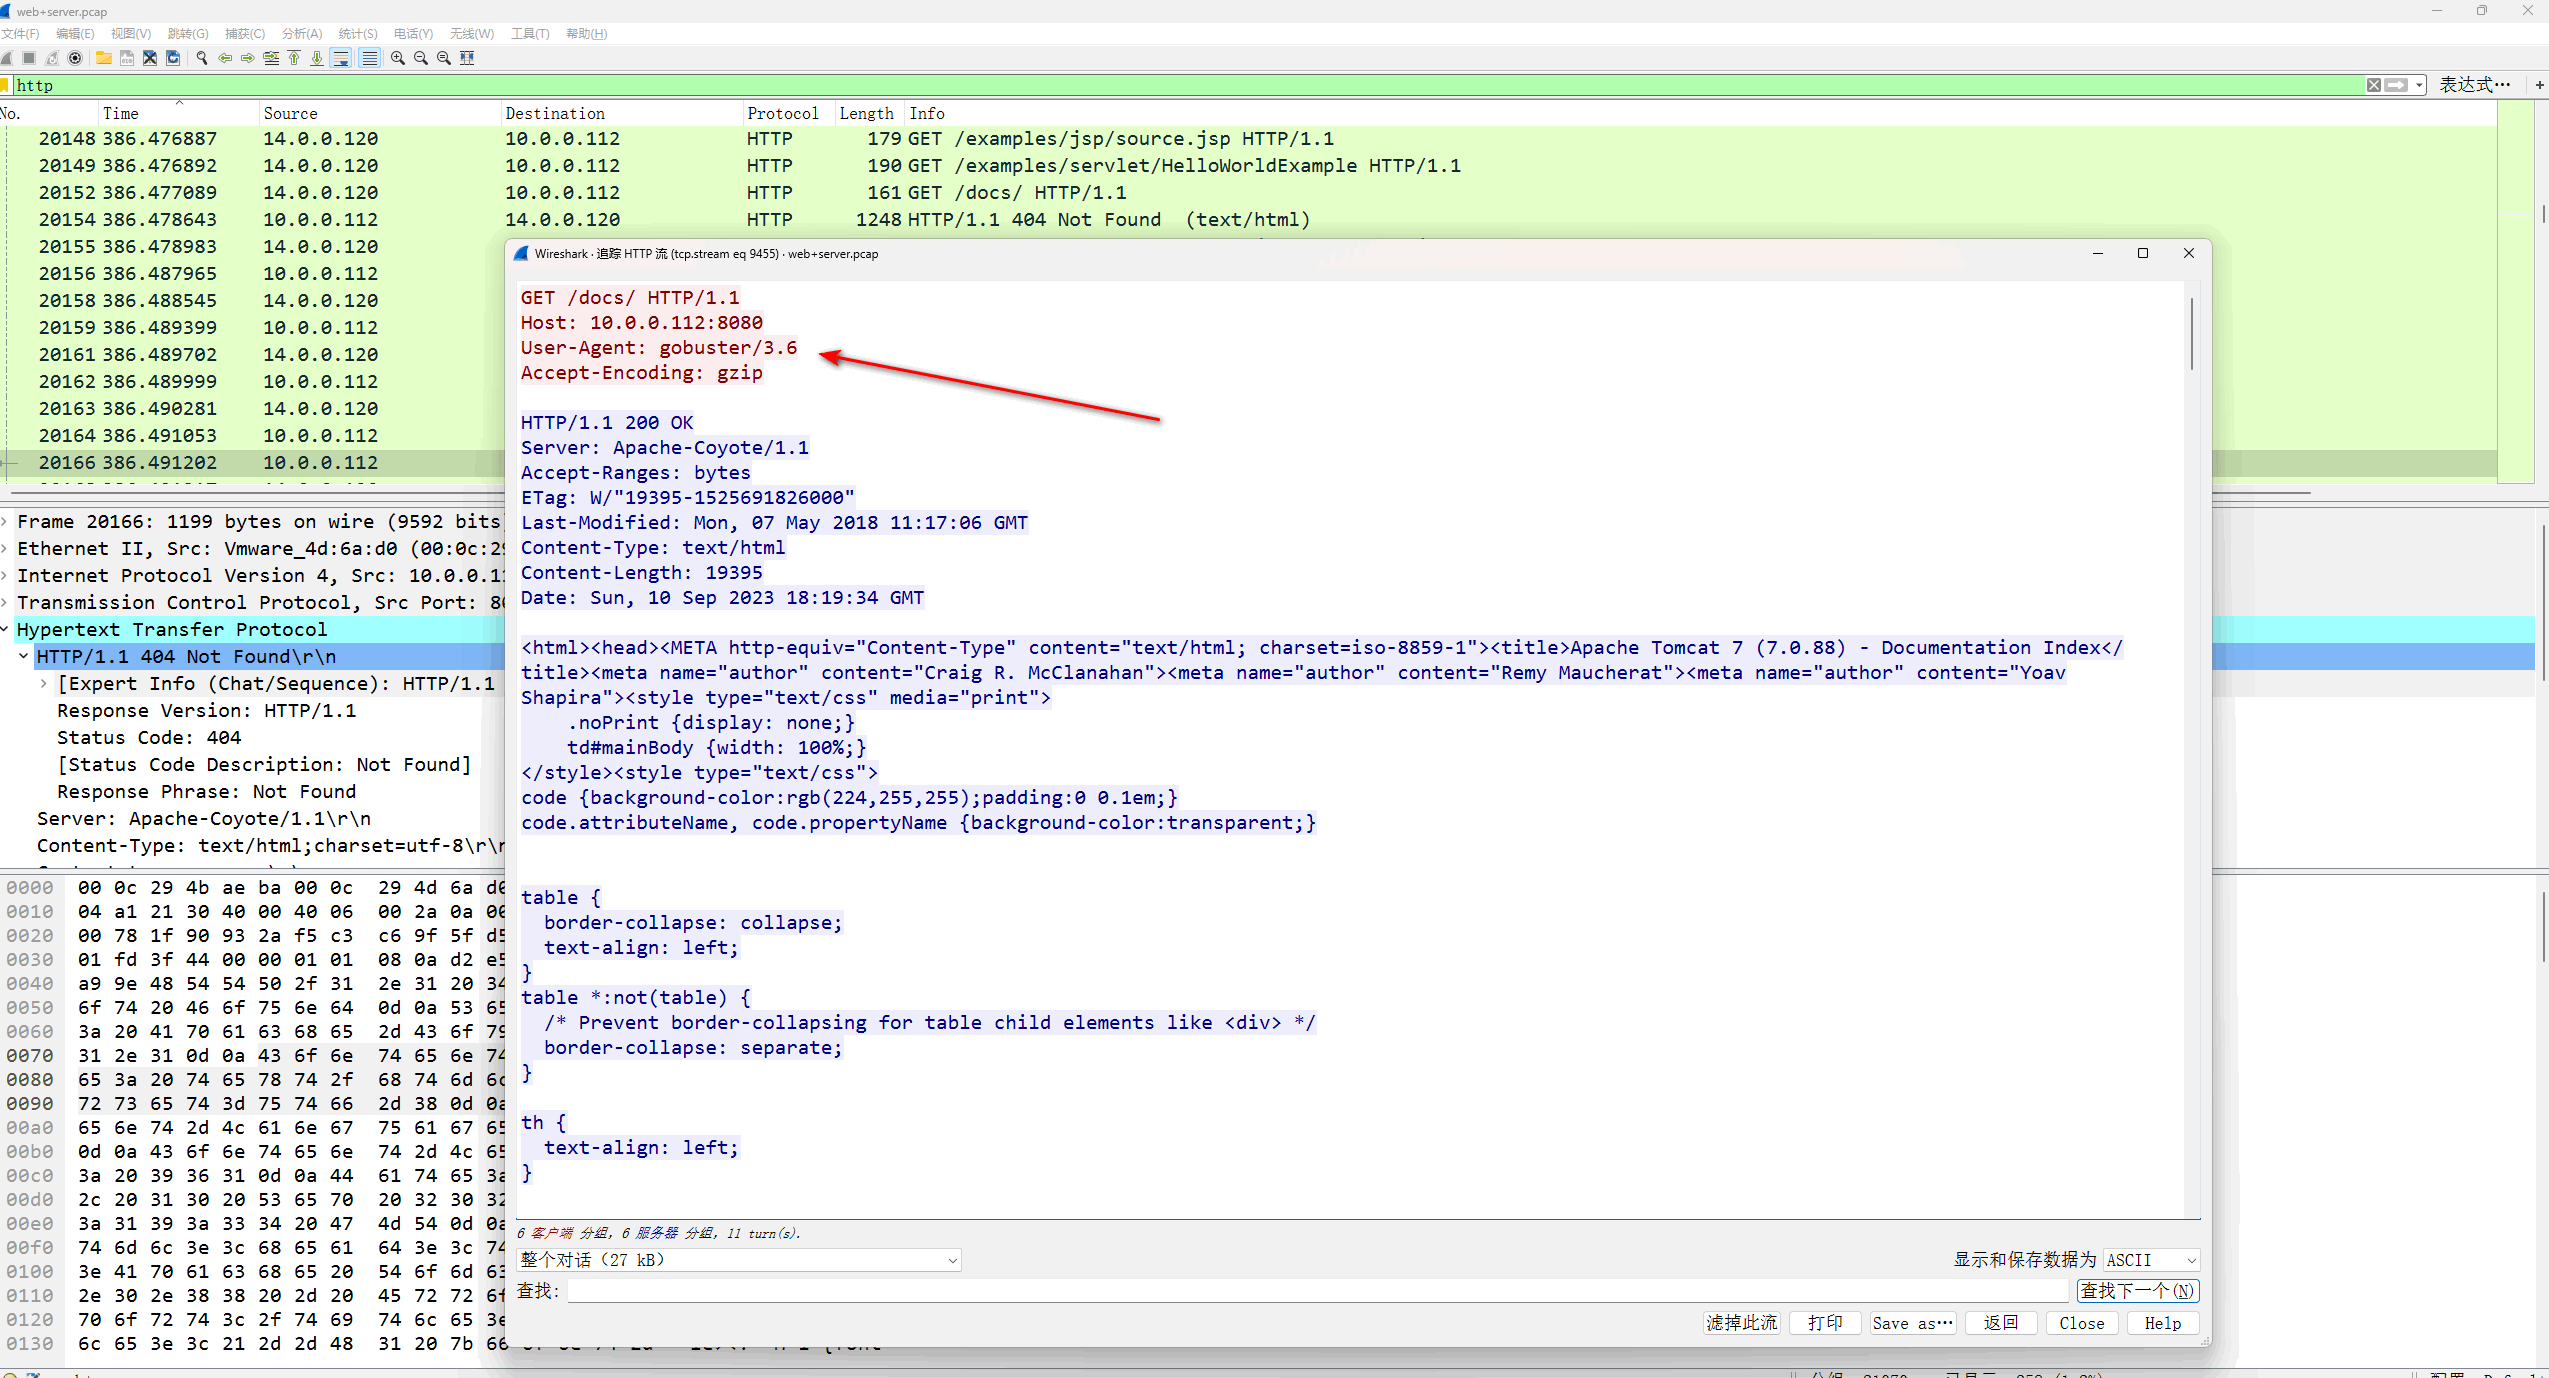 web+server.pcap
文件(F) 编辑(E) 视图(V) 跳转(G) 捕获(C) 分析(A) 统计(S) 电话(Y) 无线(W) 工具(T) 帮助(H)
http 表达式…
No. Time Source Destination Protocol Length Info
20148 386.476887 14.0.0.120 10.0.0.112 HTTP 179 GET /examples/jsp/source.jsp HTTP/1.1
20149 386.476892 14.0.0.120 10.0.0.112 HTTP 190 GET /examples/servlet/HelloWorldExample HTTP/1.1
20152 386.477089 14.0.0.120 10.0.0.112 HTTP 161 GET /docs/ HTTP/1.1
20154 386.478643 10.0.0.112 14.0.0.120 HTTP 1248 HTTP/1.1 404 Not Found (text/html)
20155 386.478983 14.0.0.120
20156 386.487965 10.0.0.112
20158 386.488545 14.0.0.120
20159 386.489399 10.0.0.112
20161 386.489702 14.0.0.120
20162 386.489999 10.0.0.112
20163 386.490281 14.0.0.120
20164 386.491053 10.0.0.112
20166 386.491202 10.0.0.112
Frame 20166: 1199 bytes on wire (9592 bits
Ethernet II, Src: Vmware_4d:6a:d0 (00:0c:29
Internet Protocol Version 4, Src: 10.0.0.11
Transmission Control Protocol, Src Port: 80
Hypertext Transfer Protocol
HTTP/1.1 404 Not Found\r\n
[Expert Info (Chat/Sequence): HTTP/1.1
Response Version: HTTP/1.1
Status Code: 404
[Status Code Description: Not Found]
Response Phrase: Not Found
Server: Apache-Coyote/1.1\r\n
Content-Type: text/html;charset=utf-8\r\n
0000 00 0c 29 4b ae ba 00 0c 29 4d 6a d0
0010 04 a1 21 30 40 00 40 06 00 2a 0a 00
0020 00 78 1f 90 93 2a f5 c3 c6 9f 5f d5
0030 01 fd 3f 44 00 00 01 01 08 0a d2 e5
0040 a9 9e 48 54 54 50 2f 31 2e 31 20 34
0050 6f 74 20 46 6f 75 6e 64 0d 0a 53 65
0060 3a 20 41 70 61 63 68 65 2d 43 6f 79
0070 31 2e 31 0d 0a 43 6f 6e 74 65 6e 74
0080 65 3a 20 74 65 78 74 2f 68 74 6d 6c
0090 72 73 65 74 3d 75 74 66 2d 38 0d 0a
00a0 65 6e 74 2d 4c 61 6e 67 75 61 67 65
00b0 0d 0a 43 6f 6e 74 65 6e 74 2d 4c 65
00c0 3a 20 39 36 31 0d 0a 44 61 74 65 3a
00d0 2c 20 31 30 20 53 65 70 20 32 30 32
00e0 3a 31 39 3a 33 34 20 47 4d 54 0d 0a
00f0 74 6d 6c 3e 3c 68 65 61 64 3e 3c 74
0100 3e 41 70 61 63 68 65 20 54 6f 6d 63
0110 2e 30 2e 38 38 20 2d 20 45 72 72 6f
0120 70 6f 72 74 3c 2f 74 69 74 6c 65 3e
0130 6c 65 3e 3c 21 2d 2d 48 31 20 7b 66
Wireshark · 追踪 HTTP 流 (tcp.stream eq 9455) · web+server.pcap
GET /docs/ HTTP/1.1
Host: 10.0.0.112:8080
User-Agent: gobuster/3.6
Accept-Encoding: gzip
HTTP/1.1 200 OK
Server: Apache-Coyote/1.1
Accept-Ranges: bytes
ETag: W/"19395-1525691826000"
Last-Modified: Mon, 07 May 2018 11:17:06 GMT
Content-Type: text/html
Content-Length: 19395
Date: Sun, 10 Sep 2023 18:19:34 GMT
<html><head><META http-equiv="Content-Type" content="text/html; charset=iso-8859-1"><title>Apache Tomcat 7 (7.0.88) - Documentation Index</
title><meta name="author" content="Craig R. McClanahan"><meta name="author" content="Remy Maucherat"><meta name="author" content="Yoav
Shapira"><style type="text/css" media="print">
.noPrint {display: none;}
td#mainBody {width: 100%;}
</style><style type="text/css">
code {background-color:rgb(224,255,255);padding:0 0.1em;}
code.attributeName, code.propertyName {background-color:transparent;}
table {
border-collapse: collapse;
text-align: left;
}
table *:not(table) {
/* Prevent border-collapsing for table child elements like <div> */
border-collapse: separate;
}
th {
text-align: left;
}
6 客户端 分组, 6 服务器 分组, 11 turn(s).
整个对话（27 kB） 显示和保存数据为 ASCII
查找: 查找下一个(N)
滤掉此流 打印 Save as… 返回 Close Help